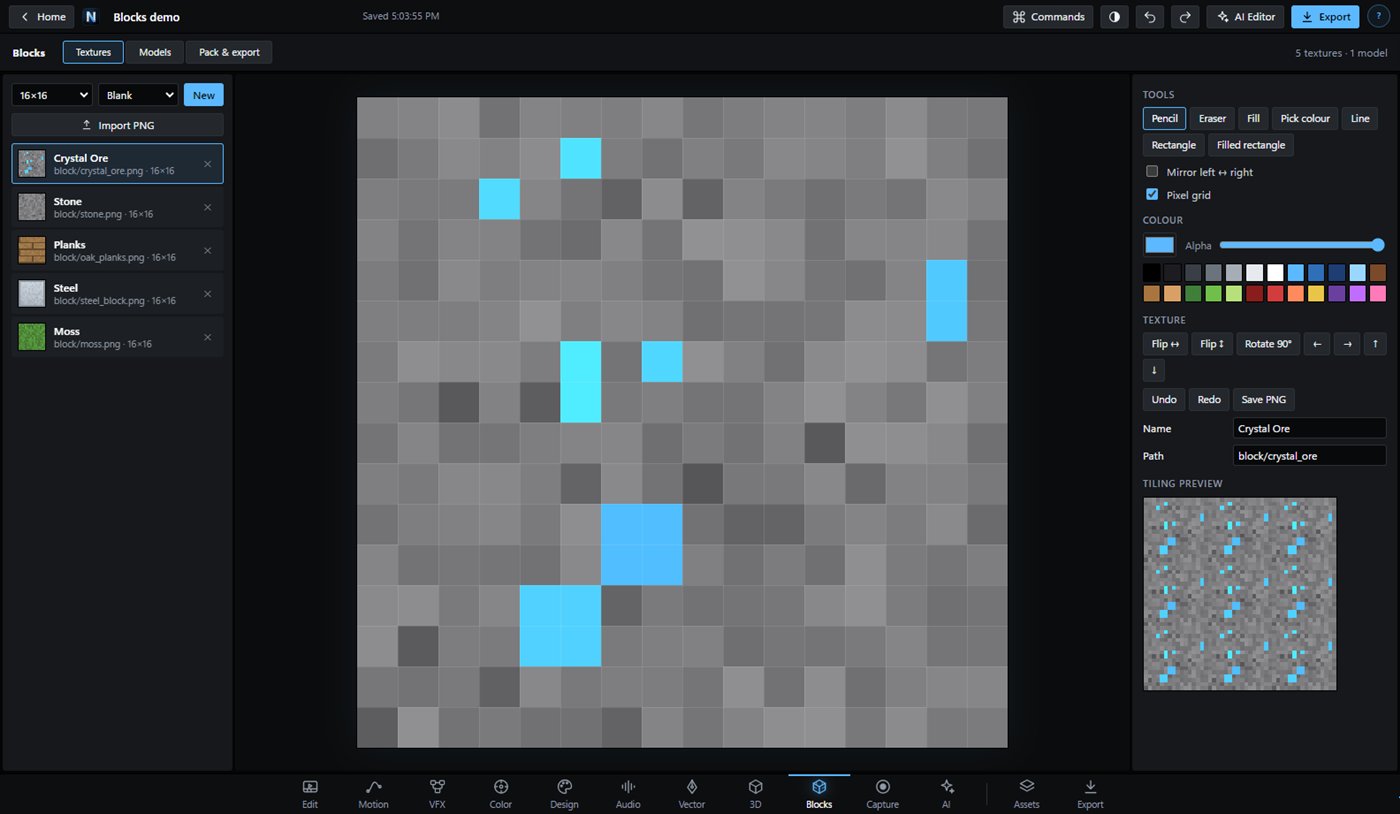 Home
N
Blocks demo
Saved 5:03:55 PM
Commands
AI Editor
Export
?
Blocks
Textures
Models
Pack & export
5 textures · 1 model
16×16
Blank
New
Import PNG
Crystal Ore
block/crystal_ore.png · 16×16
×
Stone
block/stone.png · 16×16
×
Planks
block/oak_planks.png · 16×16
×
Steel
block/steel_block.png · 16×16
×
Moss
block/moss.png · 16×16
×
TOOLS
Pencil
Eraser
Fill
Pick colour
Line
Rectangle
Filled rectangle
Mirror left ↔ right
Pixel grid
COLOUR
Alpha
TEXTURE
Flip ↔
Flip ↕
Rotate 90°
←
→
↑
↓
Undo
Redo
Save PNG
Name
Crystal Ore
Path
block/crystal_ore
TILING PREVIEW
Edit
Motion
VFX
Color
Design
Audio
Vector
3D
Blocks
Capture
AI
Assets
Export